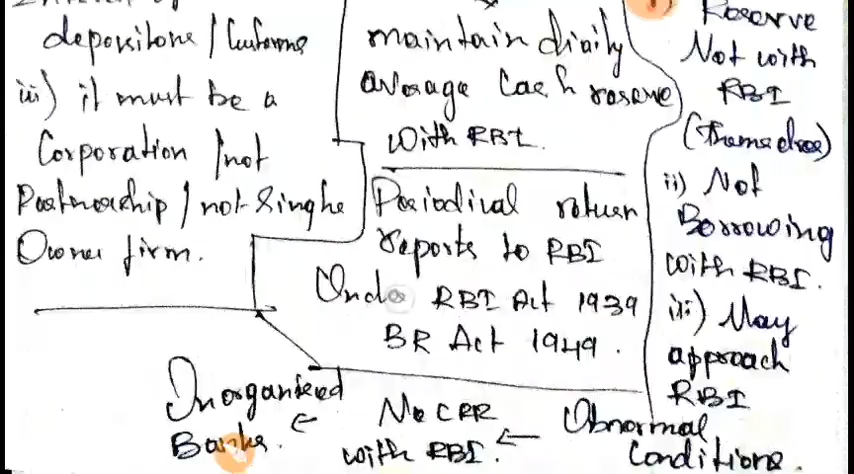 depositors / Customs
iii) it must be a
Corporation / not
Partnership / not Single
Owner firm.
maintain daily
average Cash reserve
with RBI.
Periodical return
reports to RBI
Under RBI Act 1939
BR Act 1949.
Reserve
Not with
RBI
(Themselves)
ii) Not
Borrowing
with RBI.
iii) May
approach
RBI
Abnormal
Conditions.
No CRR
with RBI. ←
Inorganized
Banks. ←